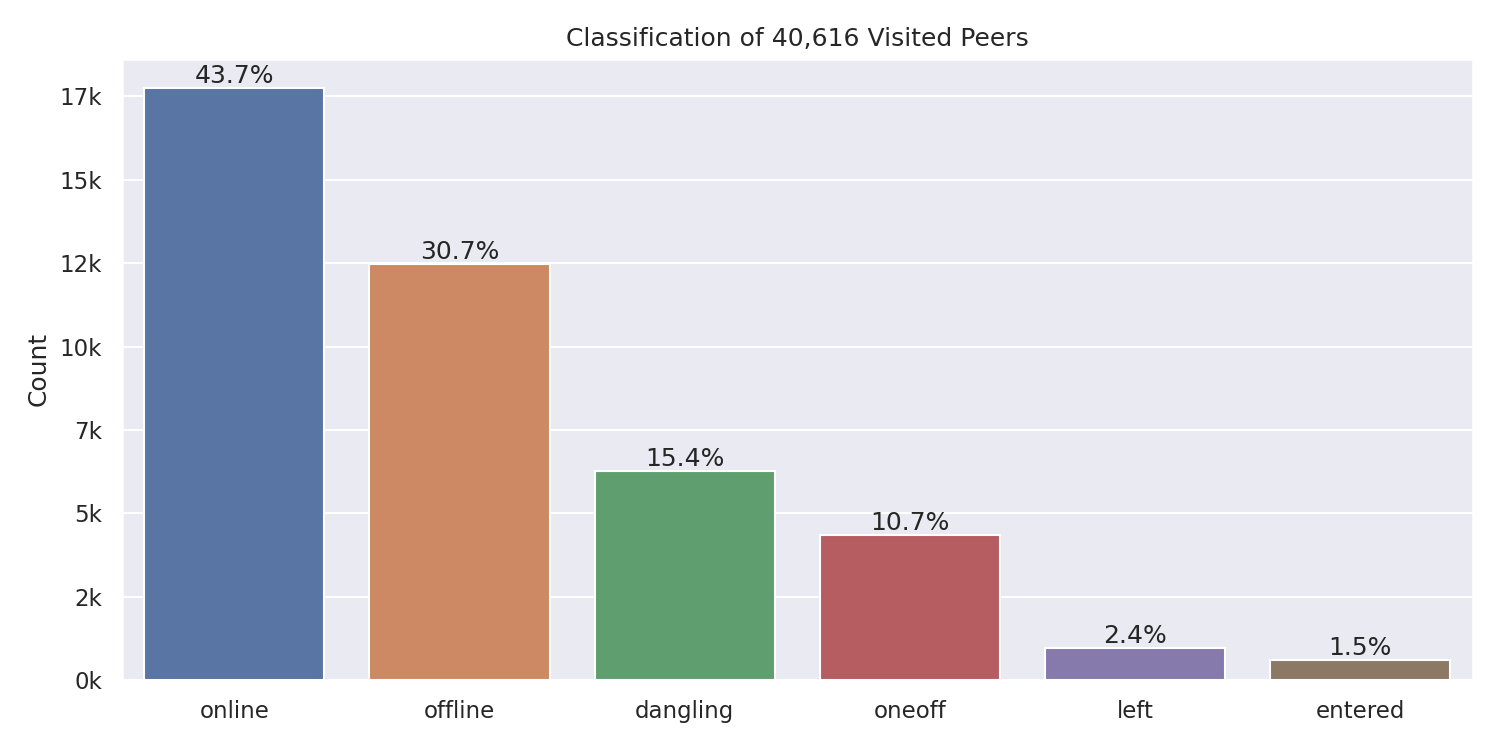 Classification of 40,616 Visited Peers
Count
17k
15k
12k
10k
7k
5k
2k
0k
43.7%
30.7%
15.4%
10.7%
2.4%
1.5%
online
offline
dangling
oneoff
left
entered